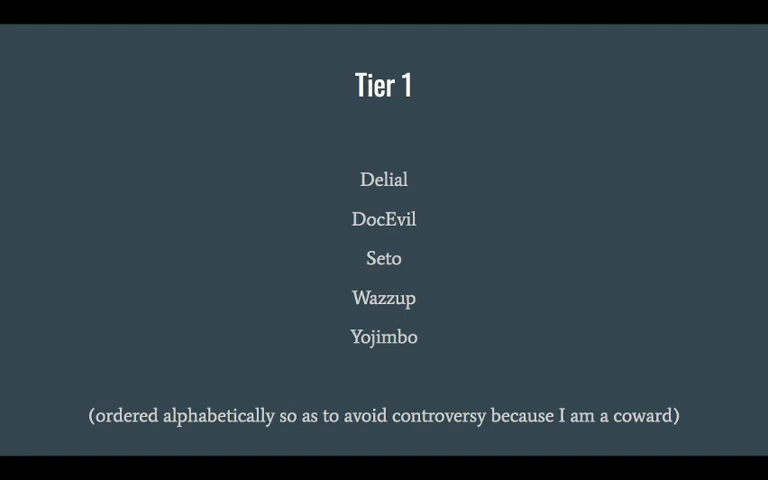 Tier 1
Delial
DocEvil
Seto
Wazzup
Yojimbo
(ordered alphabetically so as to avoid controversy because I am a coward)